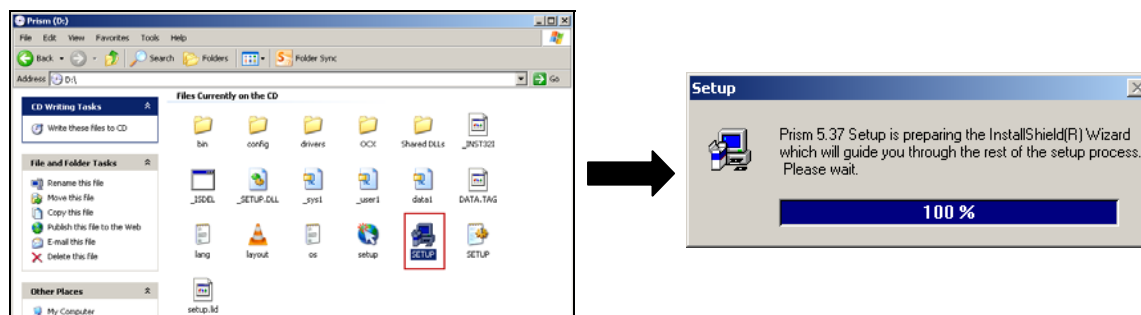 Prism (D:)
File Edit View Favorites Tools Help
Back Search Folders Folder Sync
Address D:\ Go
CD Writing Tasks
Write these files to CD
File and Folder Tasks
Rename this file
Move this file
Copy this file
Publish this file to the Web
E-mail this file
Delete this file
Other Places
My Computer
Files Currently on the CD
bin config drivers OCX Shared DLLs _INST32I
_ISDEL _SETUP.DLL _sys1 _user1 data1 DATA.TAG
lang layout os setup SETUP SETUP
setup.lid
Setup
Prism 5.37 Setup is preparing the InstallShield(R) Wizard
which will guide you through the rest of the setup process.
Please wait.
100 %